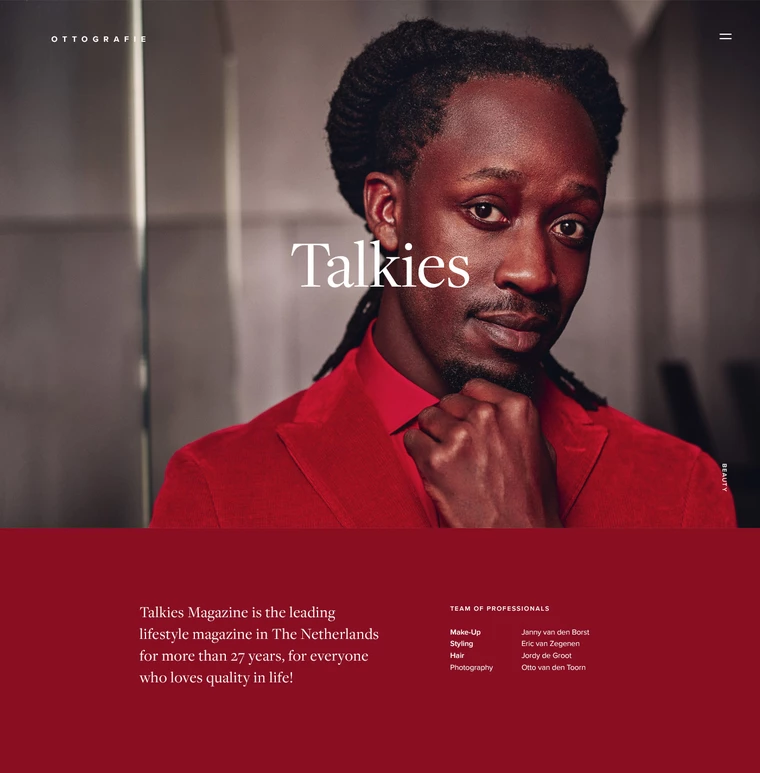 OTTOGRAFIE
Talkies
BEAUTY
Talkies Magazine is the leading
lifestyle magazine in The Netherlands
for more than 27 years, for everyone
who loves quality in life!
TEAM OF PROFESSIONALS
Make-Up Janny van den Borst
Styling Eric van Zegenen
Hair Jordy de Groot
Photography Otto van den Toorn